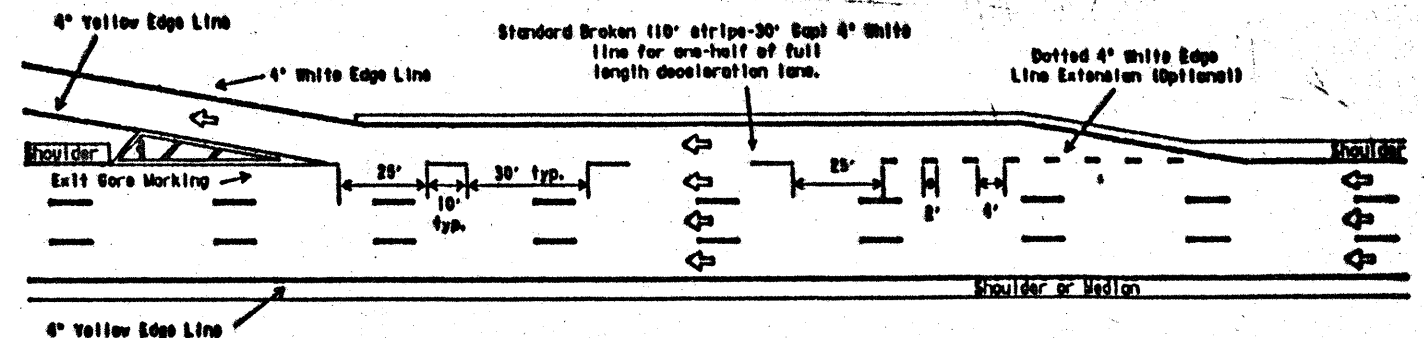 4" Yellow Edge Line
4" White Edge Line
Standard Broken (10' stripe-30' Gap) 4" White
line for one-half of full
length deceleration lane.
Dotted 4" White Edge
Line Extension (Optional)
Shoulder
Shoulder
Exit Gore Marking
25'
10'
typ.
30' typ.
25'
2'
4'
Shoulder or Median
4" Yellow Edge Line